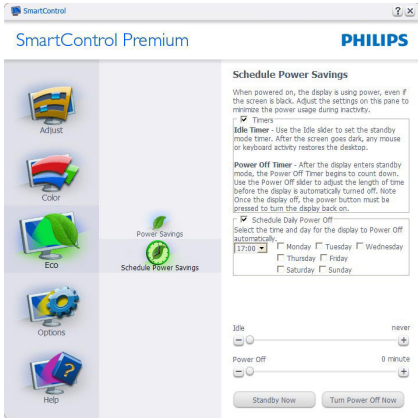 SmartControl
SmartControl Premium
PHILIPS
Adjust
Color
Eco
Options
Help
Power Savings
Schedule Power Savings
Schedule Power Savings
When powered on, the display is using power, even if
the screen is black. Adjust the settings on this pane to
minimize the power usage during inactivity.
Timers
Idle Timer - Use the Idle slider to set the standby
mode timer. After the screen goes dark, any mouse
or keyboard activity restores the desktop.
Power Off Timer - After the display enters standby
mode, the Power Off Timer begins to count down.
Use the Power Off slider to adjust the length of time
before the display is automatically turned off. Note
Once the display off, the power button must be
pressed to turn the display back on.
Schedule Daily Power Off
Select the time and day for the display to Power Off
automatically.
17:00 Monday Tuesday Wednesday
Thursday Friday
Saturday Sunday
Idle never
Power Off 0 minute
Standby Now Turn Power Off Now